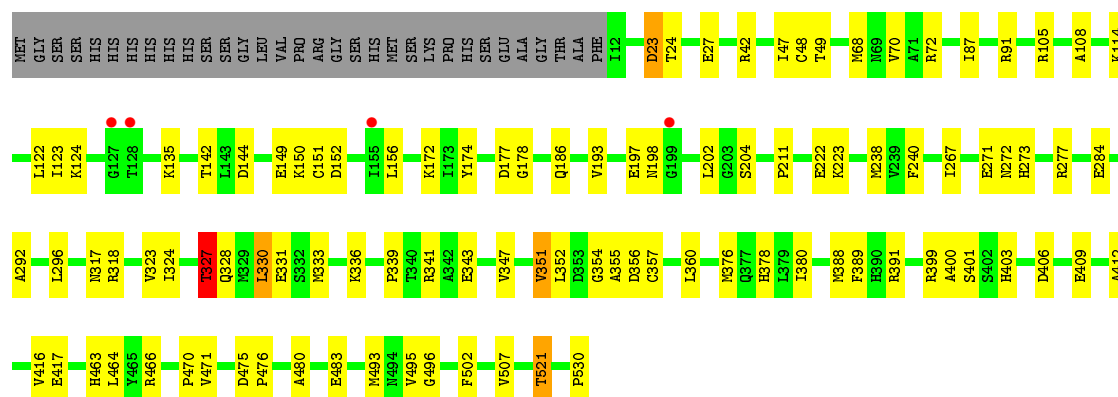 MET GLY SER SER HIS HIS HIS HIS HIS HIS SER SER GLY LEU VAL PRO ARG GLY SER HIS MET SER LYS PRO HIS SER GLU ALA GLY THR ALA PHE I12 D23 T24 E27 R42 I47 C48 T49 M68 N69 V70 A71 R72 I87 R91 R105 A108 K114
L122 I123 K124 G127 T128 K135 T142 L143 D144 E149 K150 C151 D152 I155 L156 K172 I173 Y174 D177 G178 Q186 V193 E197 N198 G199 L202 G203 S204 P211 E222 K223 M238 V239 F240 I267 E271 N272 H273 R277 E284
A292 L296 N317 R318 V323 I324 T327 Q328 M329 L330 E331 S332 M333 K336 P339 T340 R341 A342 E343 V347 V351 L352 D353 G354 A355 D356 C357 L360 M376 Q377 H378 L379 I380 M388 F389 H390 R391 R399 A400 S401 S402 H403 D406 E409 A412
V416 E417 H463 L464 Y465 R466 P470 V471 D475 P476 A480 E483 M493 N494 V495 G496 F502 V507 T521 P530